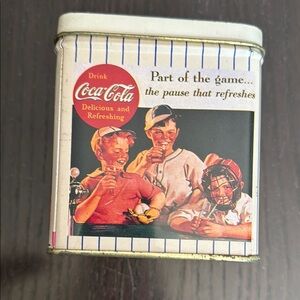 Drink
Coca-Cola
Delicious and
Refreshing
Part of the game...
the pause that refreshes